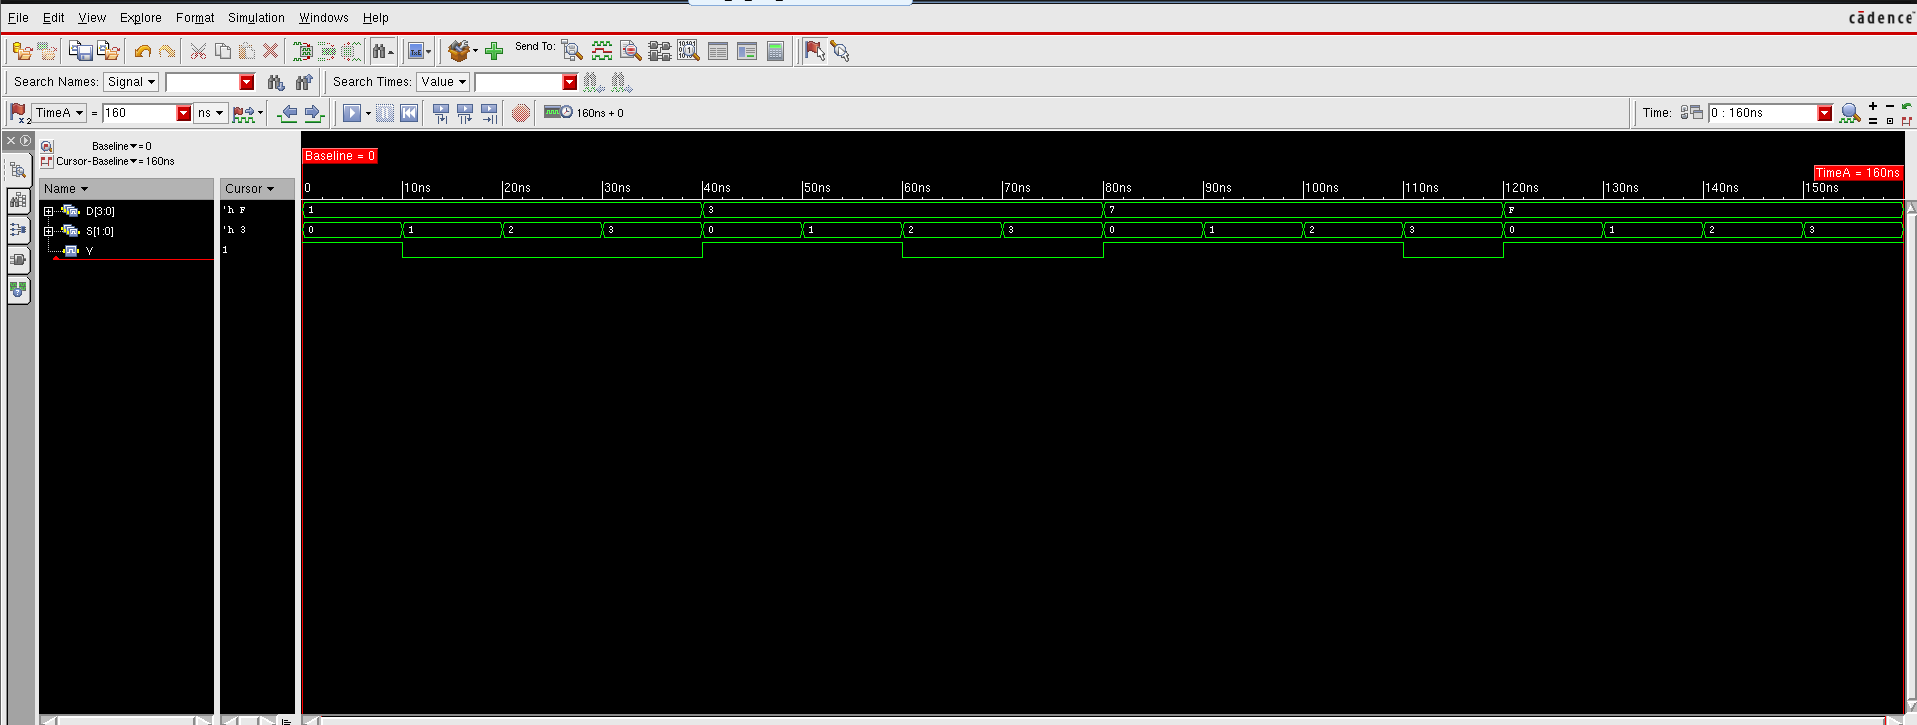 File Edit View Explore Format Simulation Windows Help
cādence
Send To:
Search Names: Signal Search Times: Value
TimeA = 160 ns 160ns + 0 Time: 0 : 160ns
Baseline = 0
Cursor-Baseline = 160ns
Baseline = 0
TimeA = 160ns
Name Cursor 0 10ns 20ns 30ns 40ns 50ns 60ns 70ns 80ns 90ns 100ns 110ns 120ns 130ns 140ns 150ns
D[3:0] 'h F 1 3 7 F
S[1:0] 'h 3 0 1 2 3 0 1 2 3 0 1 2 3 0 1 2 3
Y 1